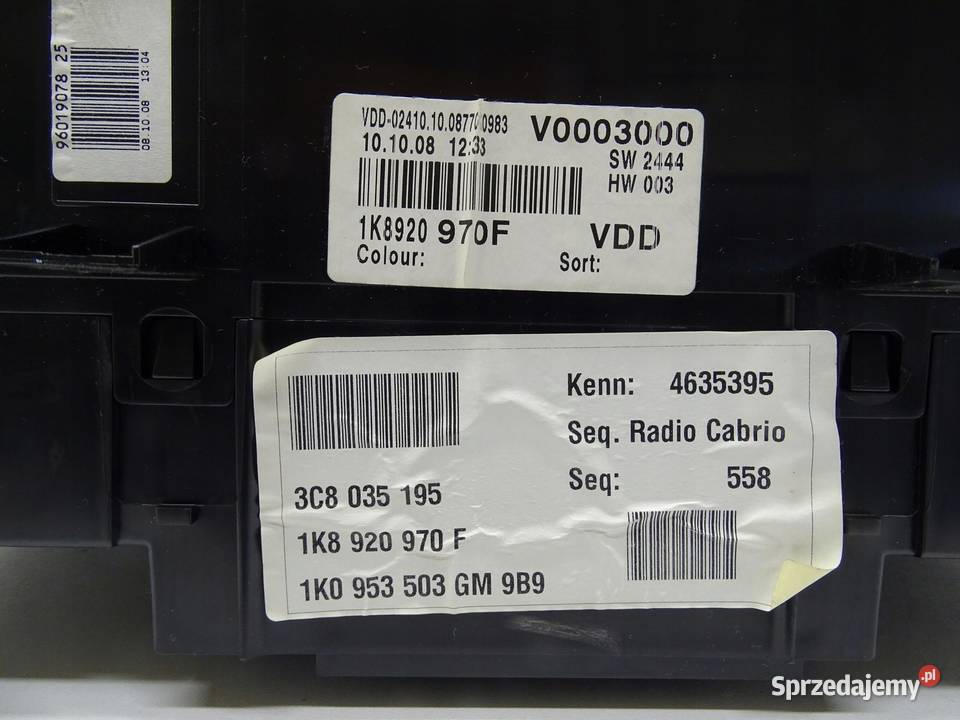 96019078 25
08.10.08 13:04
VDD-02410.10.08770983
10.10.08 12:33
V0003000
SW 2444
HW 003
1K8920 970F
VDD
Colour:
Sort:
Kenn: 4635395
Seq. Radio Cabrio
Seq: 558
3C8 035 195
1K8 920 970 F
1K0 953 503 GM 9B9
Sprzedajemy.pl